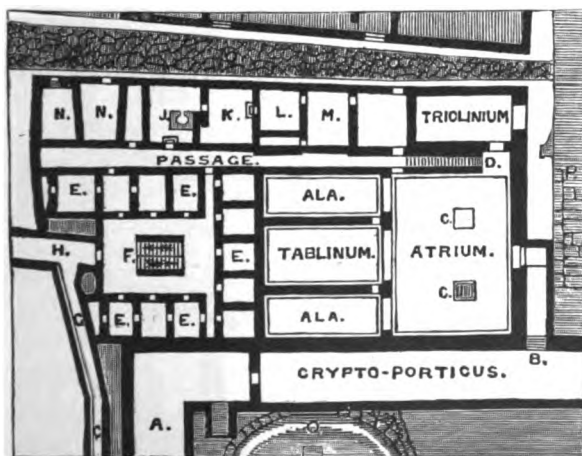 N. N. J. K. L. M. TRICLINIUM
PASSAGE. D.
E. E. ALA.
C.
H. F. E. TABLINUM. ATRIUM.
C.
G. E. E. ALA.
B.
CRYPTO-PORTICUS.
A.